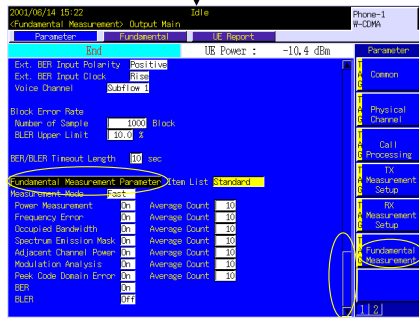 2001/06/14 15:22 Idle Phone-1
<Fundamental Measurement> Output Main W-CDMA
Parameter Fundamental UE Report
End UE Power : -10.4 dBm Parameter
Ext. BER Input Polarity Positive
Ext. BER Input Clock Rise
Voice Channel Subflow 1
Common
Block Error Rate
Number of Sample 1000 Block
BLER Upper Limit 10.0 %
Physical
Channel
BER/BLER Timeout Length 10 sec
Call
Processing
Fundamental Measurement Parameter Item List Standard
TX
Measurement
Setup
Measurement Mode Fast
Power Measurement On Average Count 10
Frequency Error On Average Count 10
Occupied Bandwidth On Average Count 10
Spectrum Emission Mask On Average Count 10
Adjacent Channel Power On Average Count 10
Modulation Analysis On Average Count 10
Peek Code Domain Error On Average Count 10
BER On
BLER Off
RX
Measurement
Setup
Fundamental
Measurement
1 2